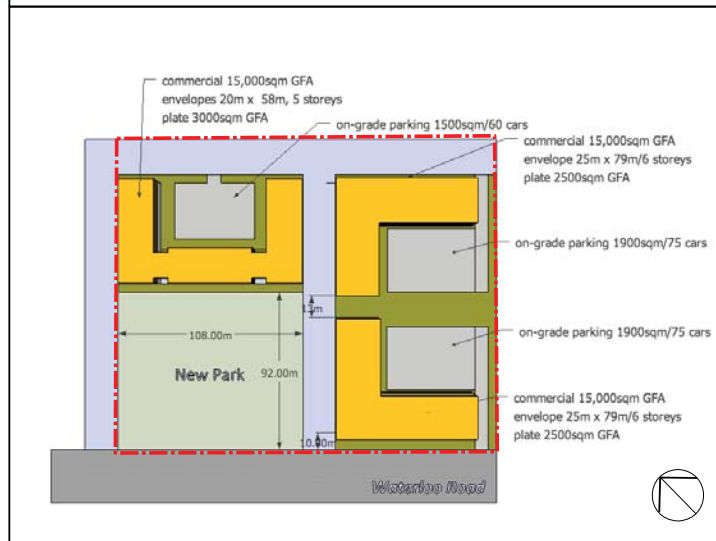 commercial 15,000sqm GFA
envelopes 20m x 58m, 5 storeys
plate 3000sqm GFA
on-grade parking 1500sqm/60 cars
commercial 15,000sqm GFA
envelope 25m x 79m/6 storeys
plate 2500sqm GFA
on-grade parking 1900sqm/75 cars
13m
108.00m
on-grade parking 1900sqm/75 cars
New Park
92.00m
commercial 15,000sqm GFA
envelope 25m x 79m/6 storeys
plate 2500sqm GFA
10.00m
Waterloo Road